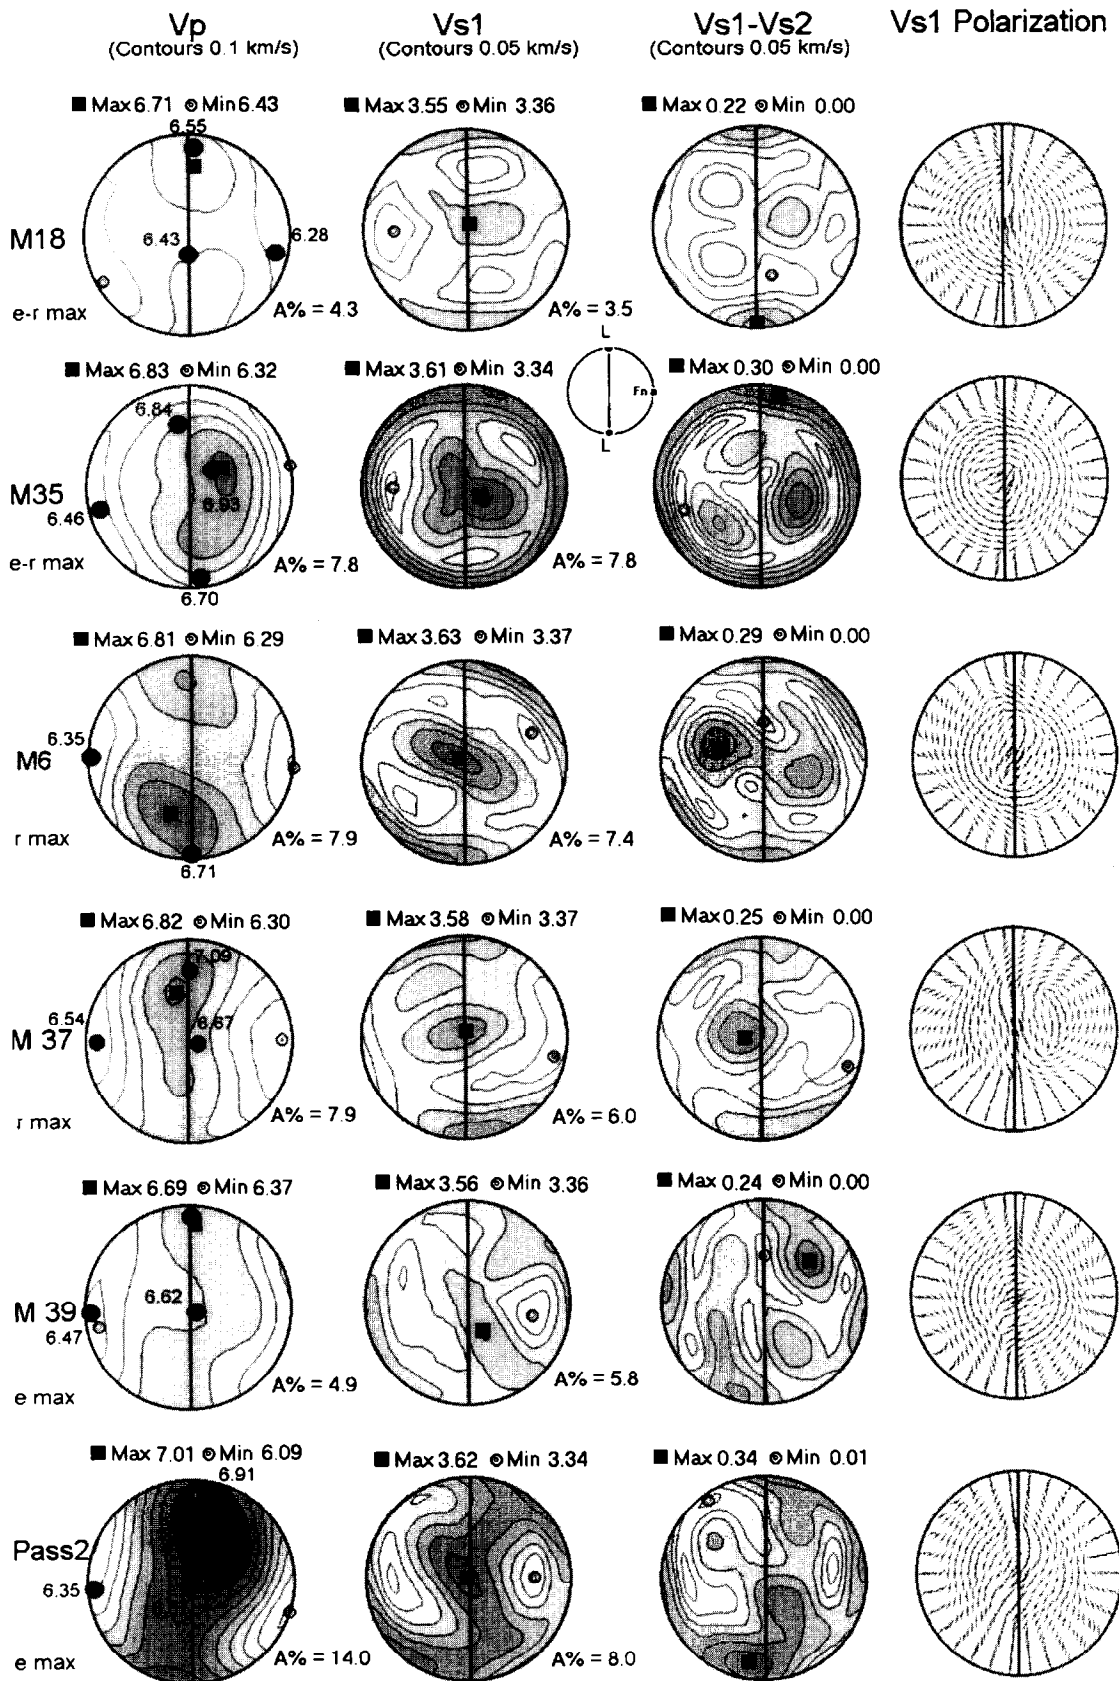 Vp Vs1 Vs1-Vs2 Vs1 Polarization
(Contours 0.1 km/s) (Contours 0.05 km/s) (Contours 0.05 km/s)
■ Max 6.71 ⊚ Min 6.43 ■ Max 3.55 ⊚ Min 3.36 ■ Max 0.22 ⊚ Min 0.00
6.55
M18 6.43 6.28
e-r max A% = 4.3 A% = 3.5
L
Fn
L
■ Max 6.83 ⊚ Min 6.32 ■ Max 3.61 ⊚ Min 3.34 ■ Max 0.30 ⊚ Min 0.00
6.84
M35 6.93
6.46
e-r max A% = 7.8 A% = 7.8
6.70
■ Max 6.81 ⊚ Min 6.29 ■ Max 3.63 ⊚ Min 3.37 ■ Max 0.29 ⊚ Min 0.00
6.35
M6
r max A% = 7.9 A% = 7.4
6.71
■ Max 6.82 ⊚ Min 6.30 ■ Max 3.58 ⊚ Min 3.37 ■ Max 0.25 ⊚ Min 0.00
7.09
6.54 6.67
M 37
r max A% = 7.9 A% = 6.0
■ Max 6.69 ⊚ Min 6.37 ■ Max 3.56 ⊚ Min 3.36 ■ Max 0.24 ⊚ Min 0.00
M 39 6.62
6.47
e max A% = 4.9 A% = 5.8
■ Max 7.01 ⊚ Min 6.09 ■ Max 3.62 ⊚ Min 3.34 ■ Max 0.34 ⊚ Min 0.01
6.91
Pass2
6.35
e max A% = 14.0 A% = 8.0